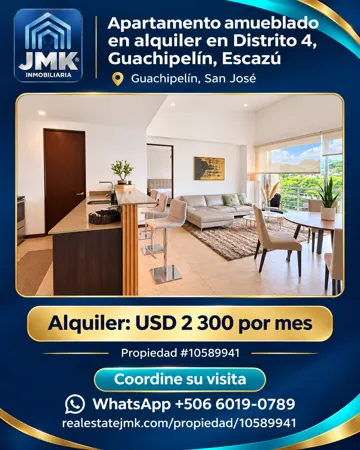 JMK
INMOBILIARIA
Apartamento amueblado
en alquiler en Distrito 4,
Guachipelín, Escazú
Guachipelín, San José
Alquiler: USD 2 300 por mes
Propiedad #10589941
Coordine su visita
WhatsApp +506 6019-0789
realestatejmk.com/propiedad/10589941